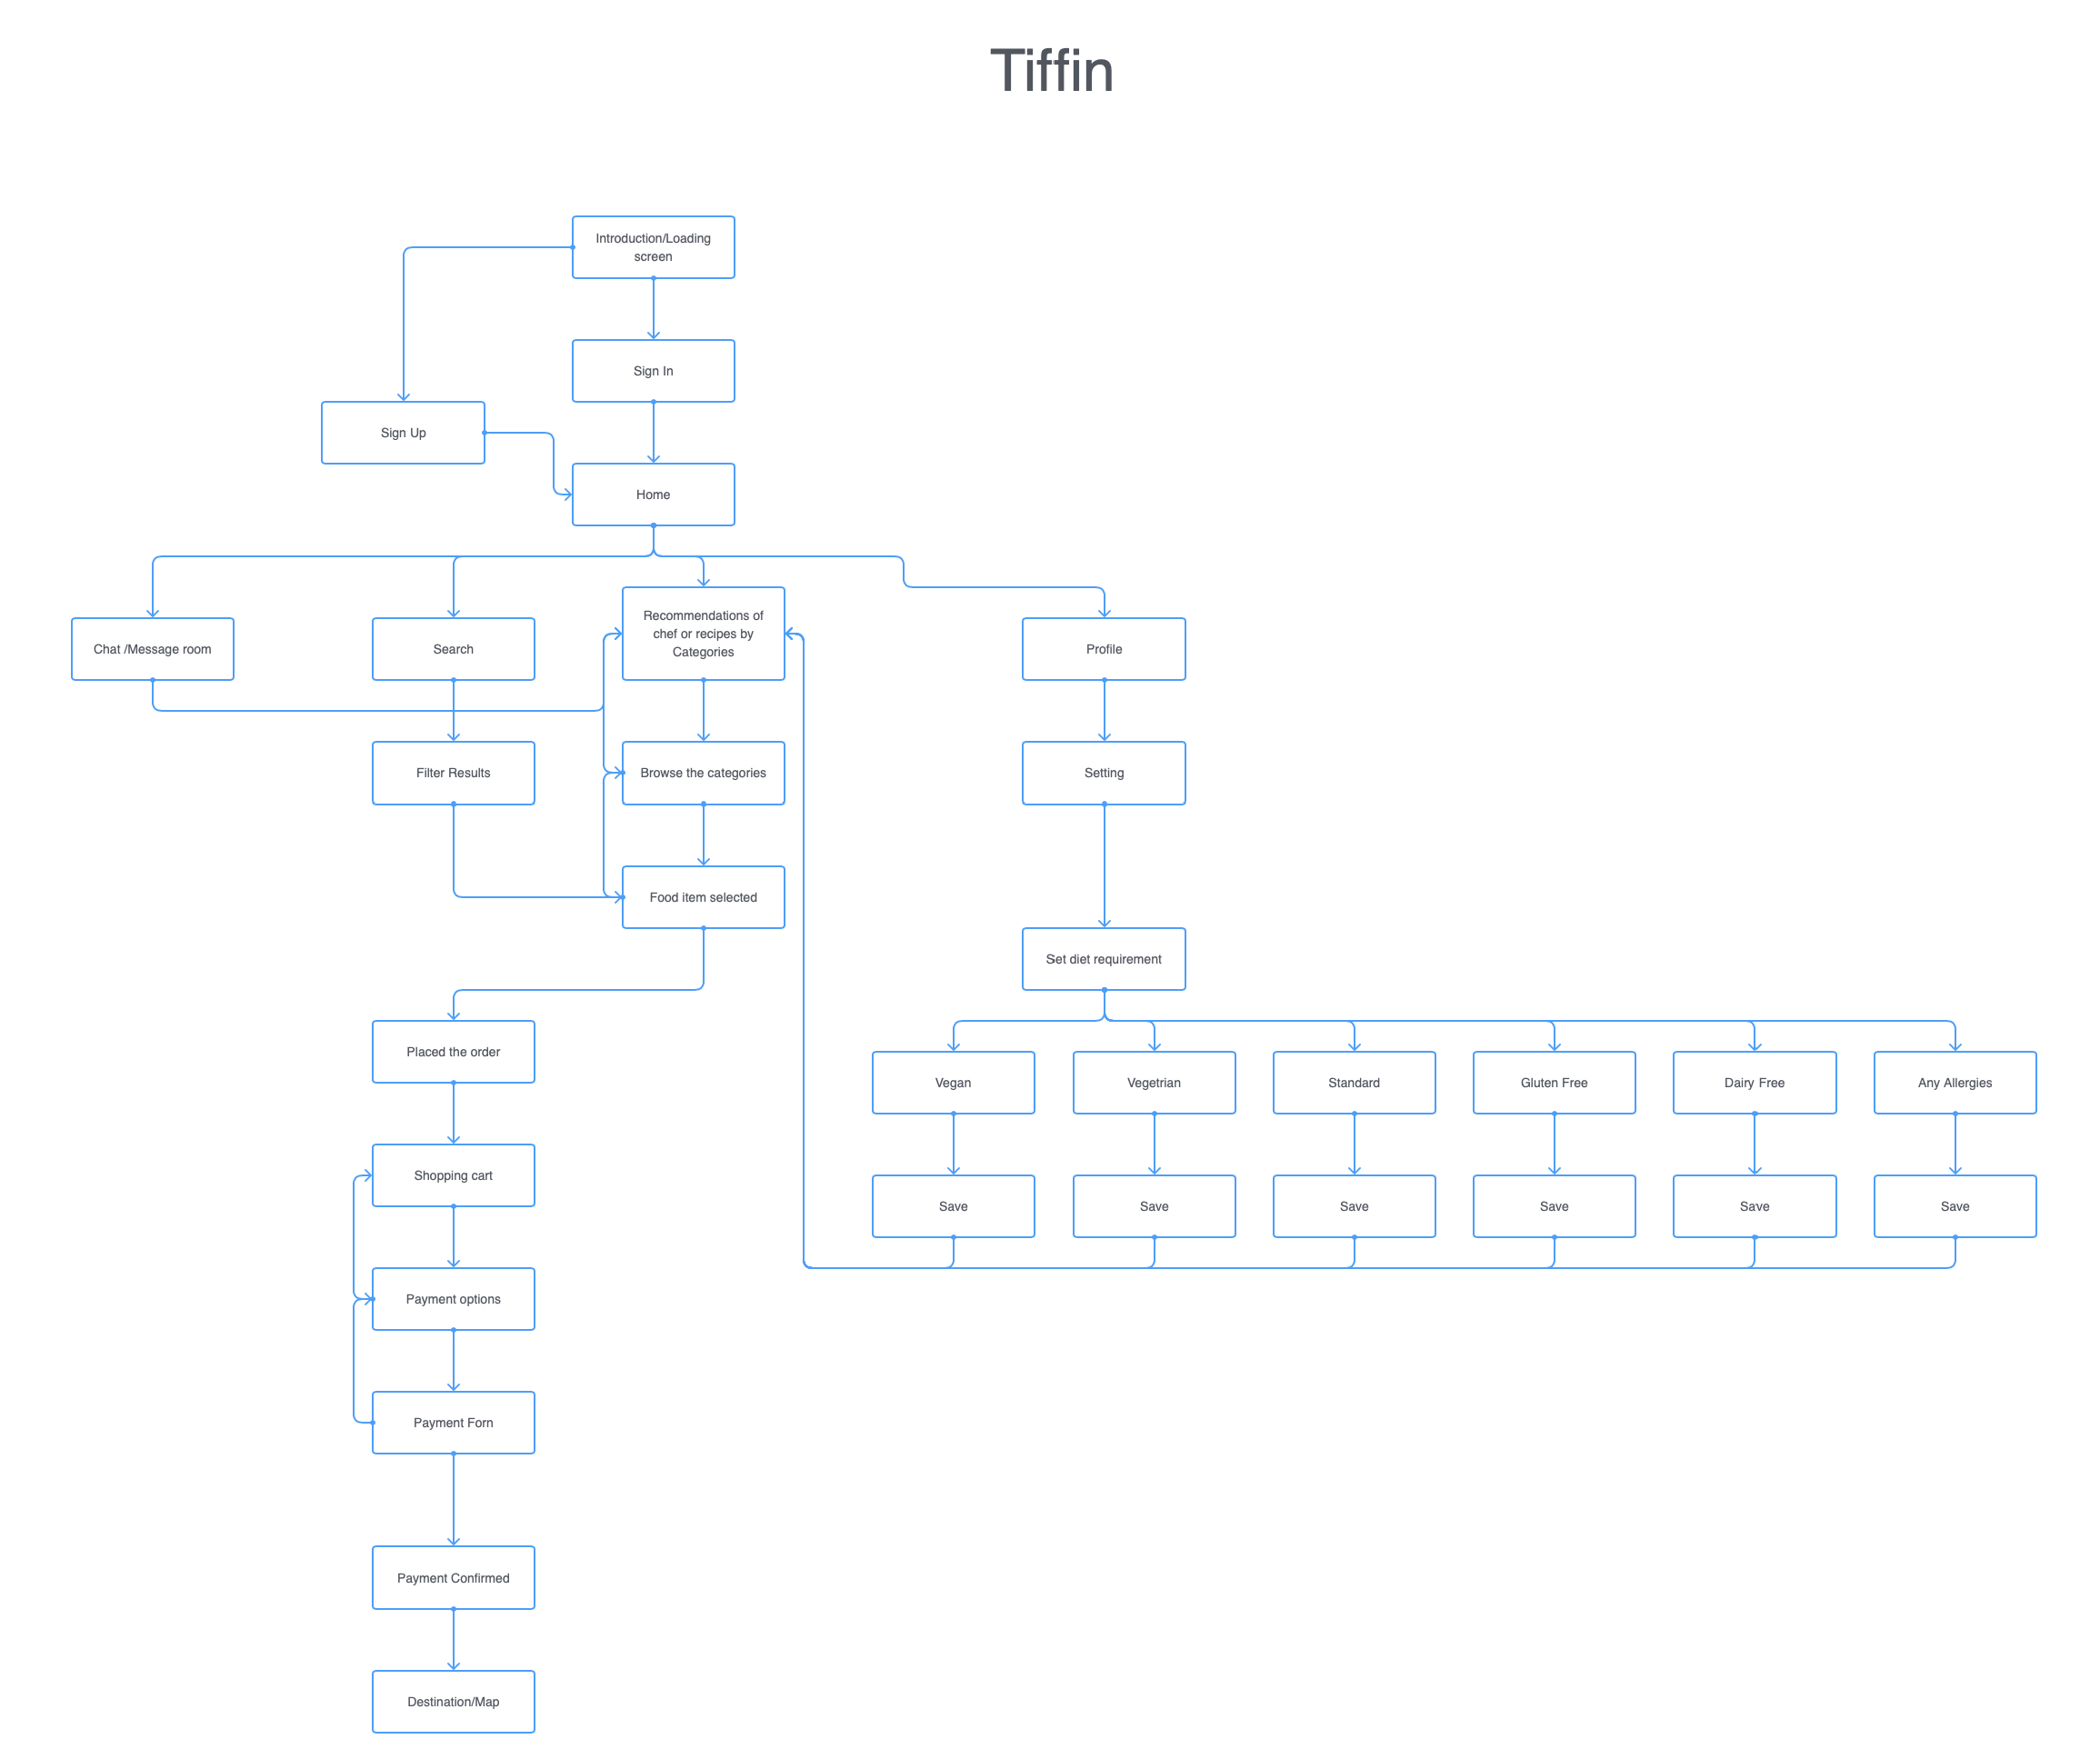 Tiffin
Introduction/Loading
screen
Sign In
Sign Up
Home
Chat /Message room
Search
Recommendations of
chef or recipes by
Categories
Profile
Filter Results
Browse the categories
Setting
Food item selected
Set diet requirement
Placed the order
Vegan
Vegetrian
Standard
Gluten Free
Dairy Free
Any Allergies
Shopping cart
Save
Save
Save
Save
Save
Save
Payment options
Payment Forn
Payment Confirmed
Destination/Map